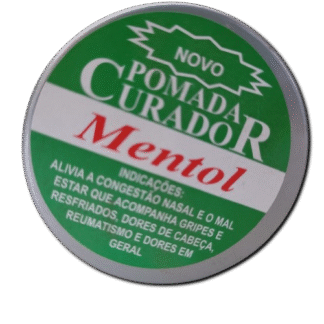 NOVO
POMADA
CURADOR
Mentol
INDICAÇÕES:
ALIVIA A CONGESTÃO NASAL E O MAL
ESTAR QUE ACOMPANHA GRIPES E
RESFRIADOS, DORES DE CABEÇA,
REUMATISMO E DORES EM
GERAL